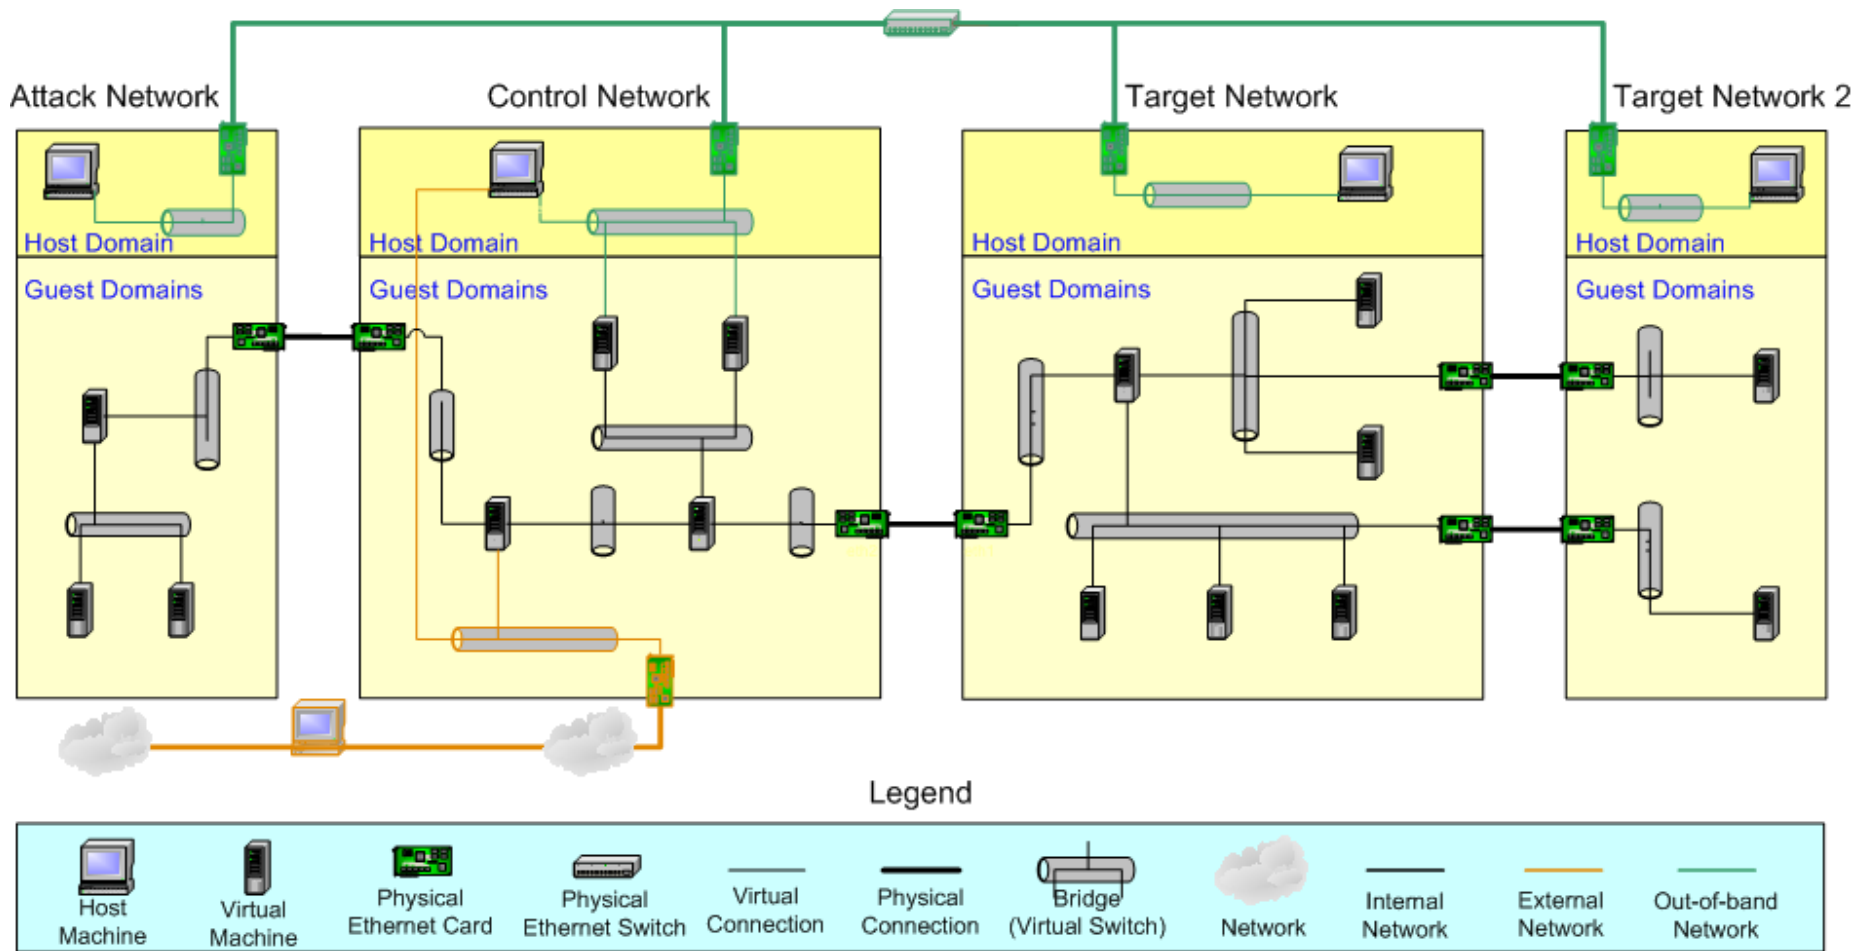 Attack Network
Control Network
Target Network
Target Network 2
Host Domain
Host Domain
Host Domain
Host Domain
Guest Domains
Guest Domains
Guest Domains
Guest Domains
Legend
Host
Machine
Virtual
Machine
Physical
Ethernet Card
Physical
Ethernet Switch
Virtual
Connection
Physical
Connection
Bridge
(Virtual Switch)
Network
Internal
Network
External
Network
Out-of-band
Network